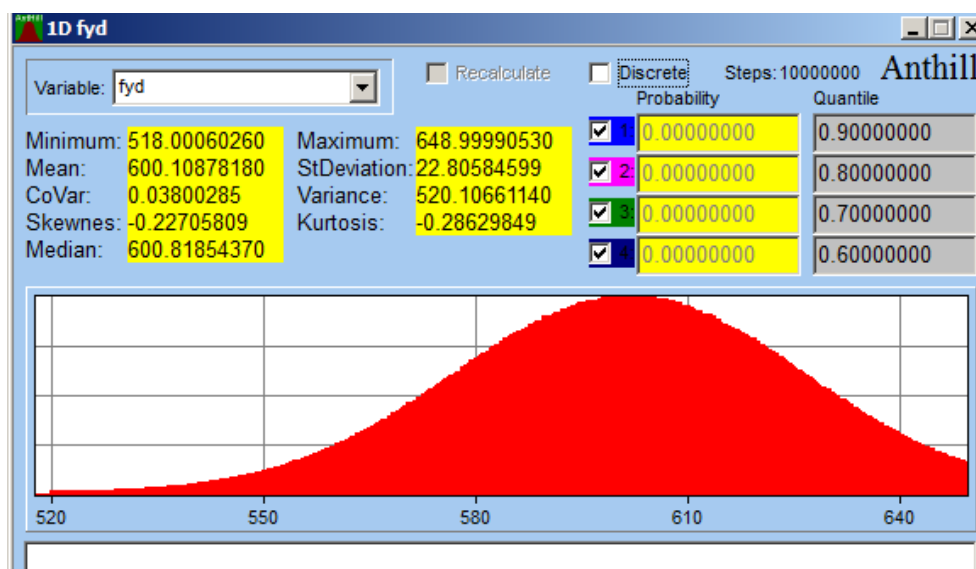 AntHill
1D fyd
Variable: fyd
Recalculate
Discrete
Steps: 10000000
Anthill
Probability
Quantile
Minimum: 518.00060260
Maximum: 648.99990530
1 0.00000000 0.90000000
Mean: 600.10878180
StDeviation: 22.80584599
2: 0.00000000 0.80000000
CoVar: 0.03800285
Variance: 520.10661140
3: 0.00000000 0.70000000
Skewnes: -0.22705809
Kurtosis: -0.28629849
4: 0.00000000 0.60000000
Median: 600.81854370
520 550 580 610 640